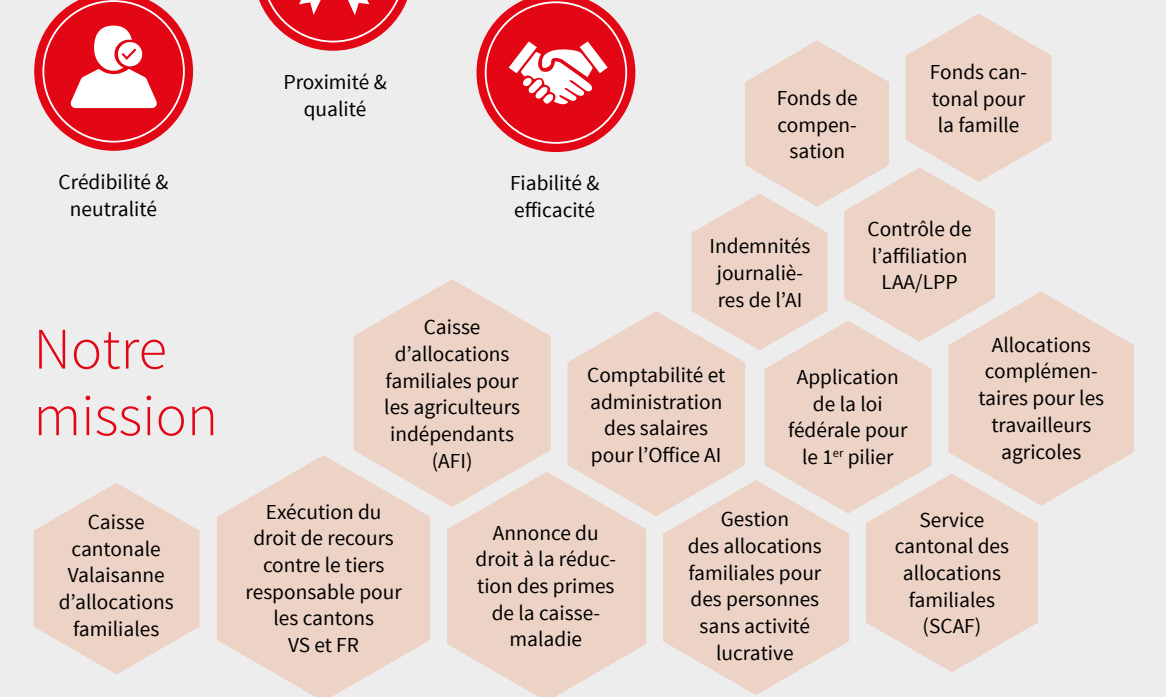 Proximité &
qualité
Crédibilité &
neutralité
Fiabilité &
efficacité
Notre
mission
Fonds de
compen-
sation
Fonds can-
tonal pour
la famille
Indemnités
journaliè-
res de l'AI
Contrôle de
l'affiliation
LAA/LPP
Caisse
d'allocations
familiales pour
les agriculteurs
indépendants
(AFI)
Comptabilité et
administration
des salaires
pour l'Office AI
Application
de la loi
fédérale pour
le 1er pilier
Allocations
complémen-
taires pour les
travailleurs
agricoles
Caisse
cantonale
Valaisanne
d'allocations
familiales
Exécution du
droit de recours
contre le tiers
responsable pour
les cantons
VS et FR
Annonce du
droit à la réduc-
tion des primes
de la caisse-
maladie
Gestion
des allocations
familiales pour
des personnes
sans activité
lucrative
Service
cantonal des
allocations
familiales
(SCAF)